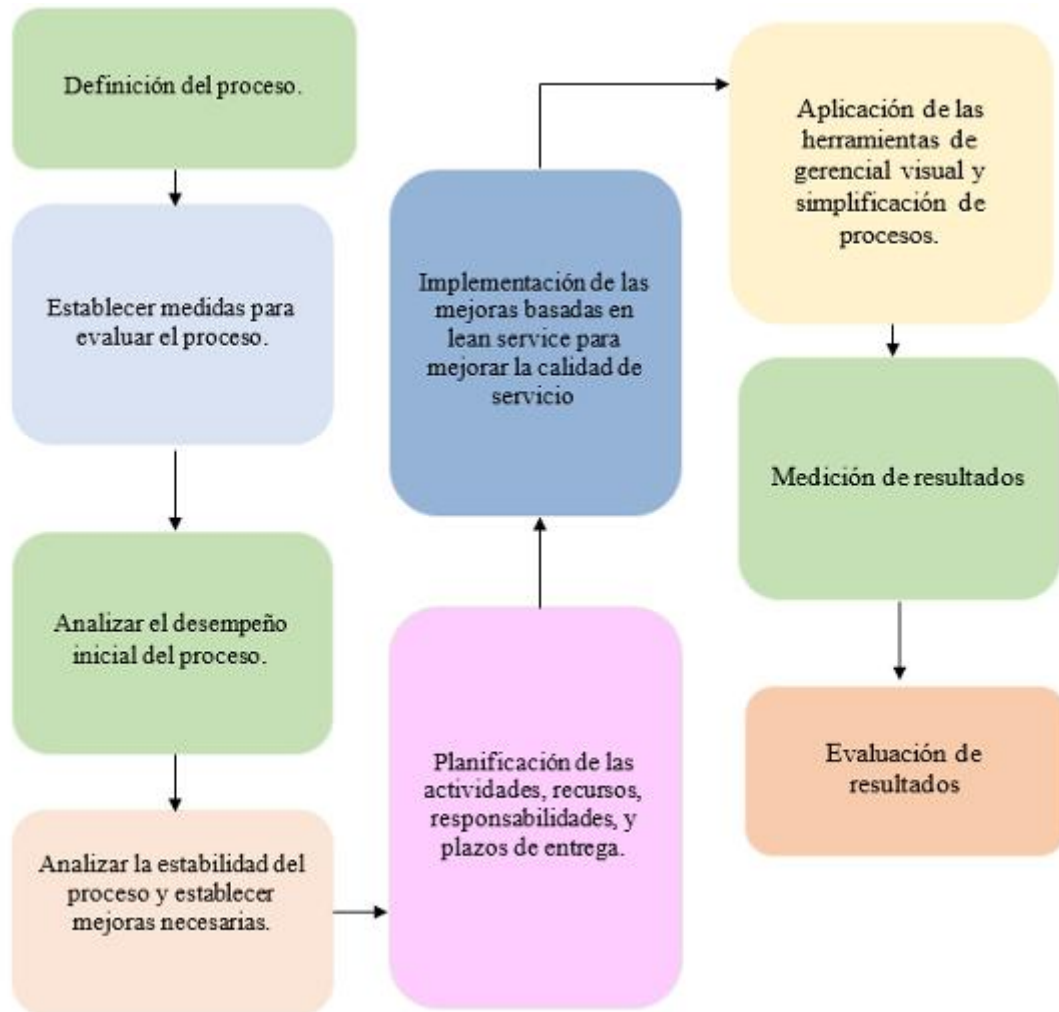 Definición del proceso.
Establecer medidas para
evaluar el proceso.
Analizar el desempeño
inicial del proceso.
Analizar la estabilidad del
proceso y establecer
mejoras necesarias.
Planificación de las
actividades, recursos,
responsabilidades, y
plazos de entrega.
Implementación de las
mejoras basadas en
lean service para
mejorar la calidad de
servicio
Aplicación de las
herramientas de
gerencial visual y
simplificación de
procesos.
Medición de resultados
Evaluación de
resultados